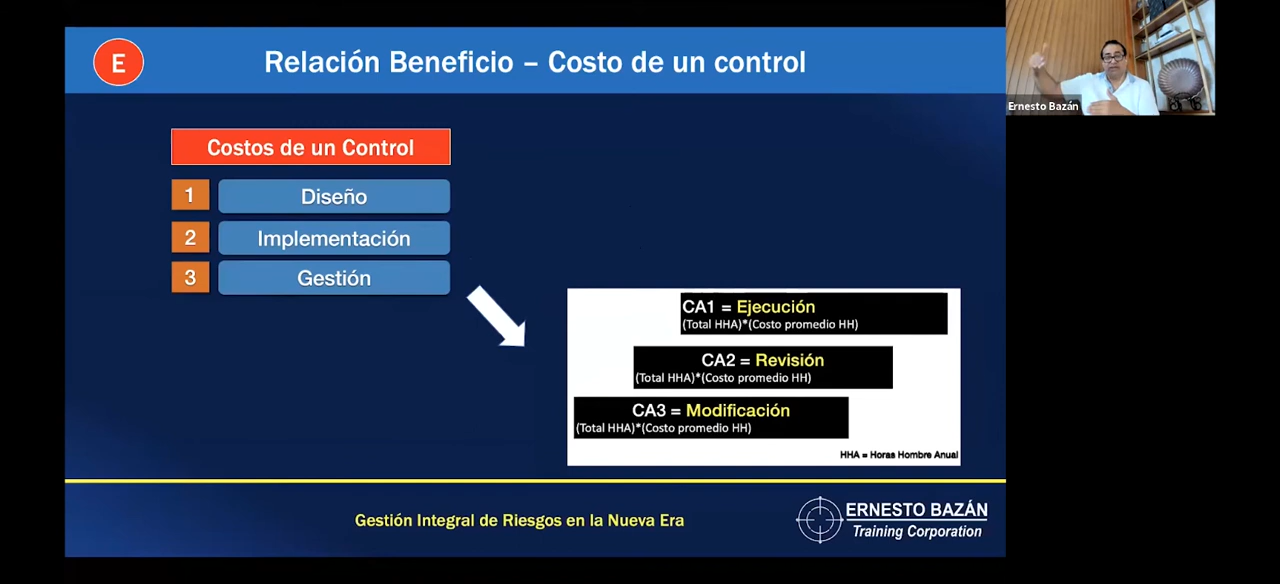 E
Relación Beneficio – Costo de un control
Ernesto Bazán
Costos de un Control
1 Diseño
2 Implementación
3 Gestión
CA1 = Ejecución
(Total HHA)*(Costo promedio HH)
CA2 = Revisión
(Total HHA)*(Costo promedio HH)
CA3 = Modificación
(Total HHA)*(Costo promedio HH)
HHA = Horas Hombre Anual
Gestión Integral de Riesgos en la Nueva Era
ERNESTO BAZÁN
Training Corporation